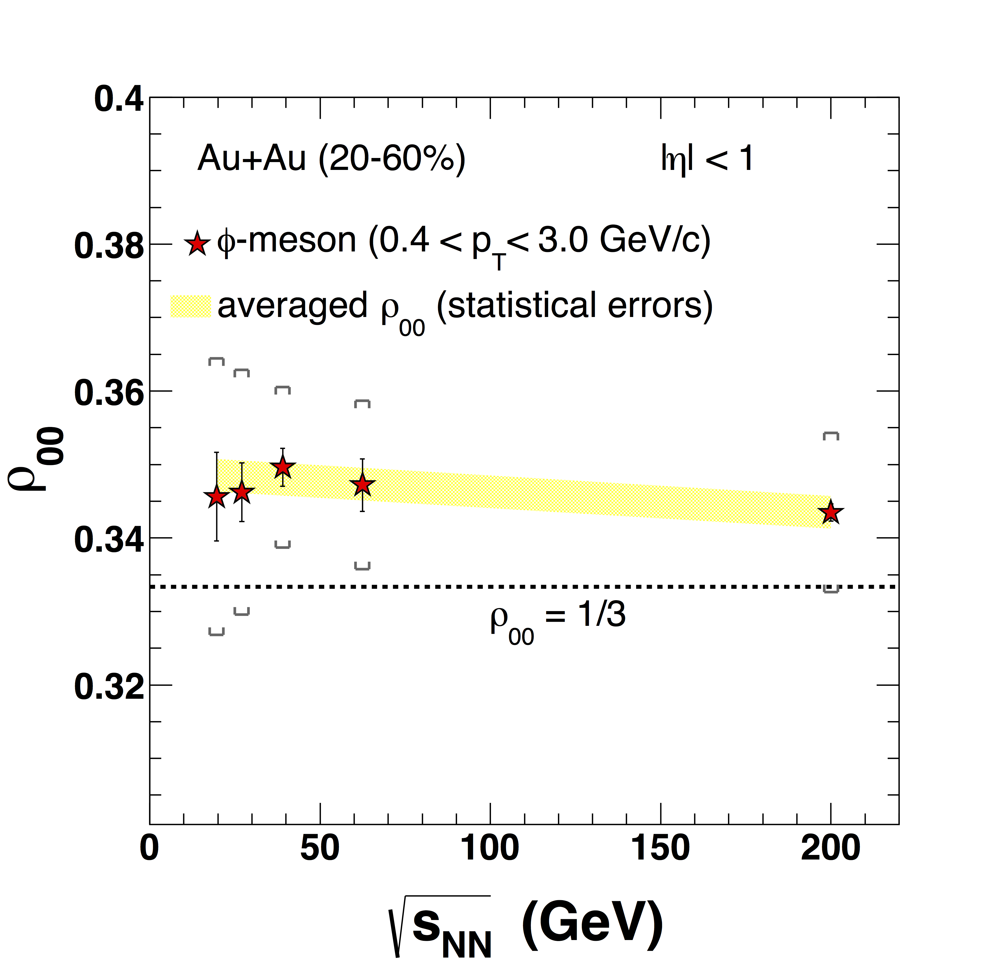 0.4
Au+Au (20-60%) |η| < 1
0.38
ϕ-meson (0.4 < p_T < 3.0 GeV/c)
averaged ρ_00 (statistical errors)
0.36
ρ_00
0.34
ρ_00 = 1/3
0.32
0 50 100 150 200
√s_NN (GeV)